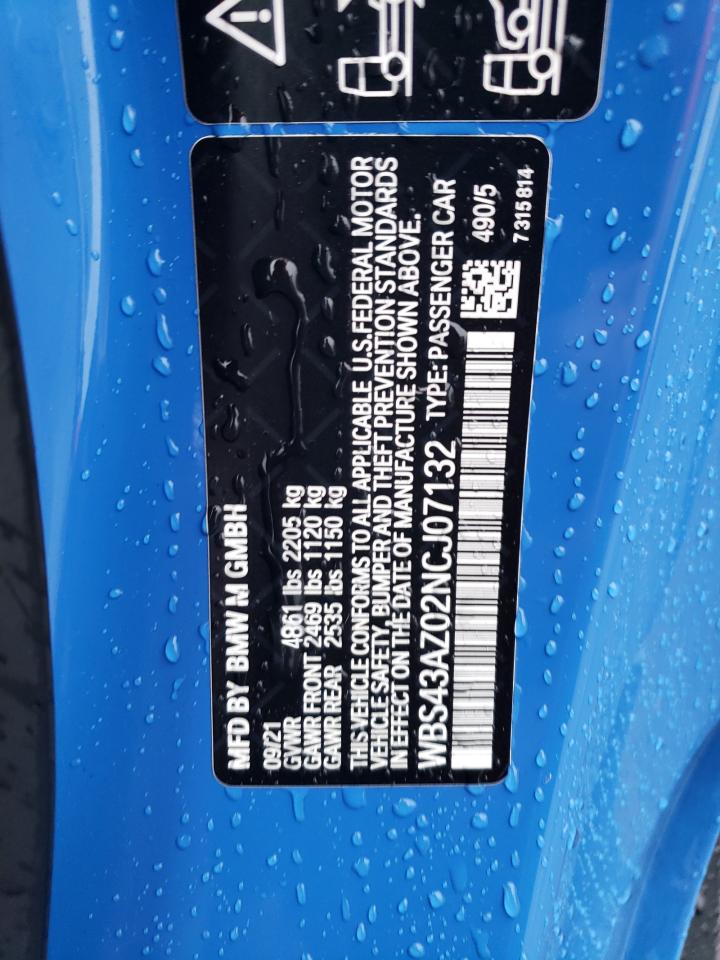 MFD BY BMW M GMBH
09/21
GVWR 4861 lbs 2205 kg
GAWR FRONT 2469 lbs 1120 kg
GAWR REAR 2535 lbs 1150 kg
THIS VEHICLE CONFORMS TO ALL APPLICABLE U.S.FEDERAL MOTOR
VEHICLE SAFETY, BUMPER AND THEFT PREVENTION STANDARDS
IN EFFECT ON THE DATE OF MANUFACTURE SHOWN ABOVE.
WBS43AZ02NCJ07132 TYPE: PASSENGER CAR
490/5
7 315 814